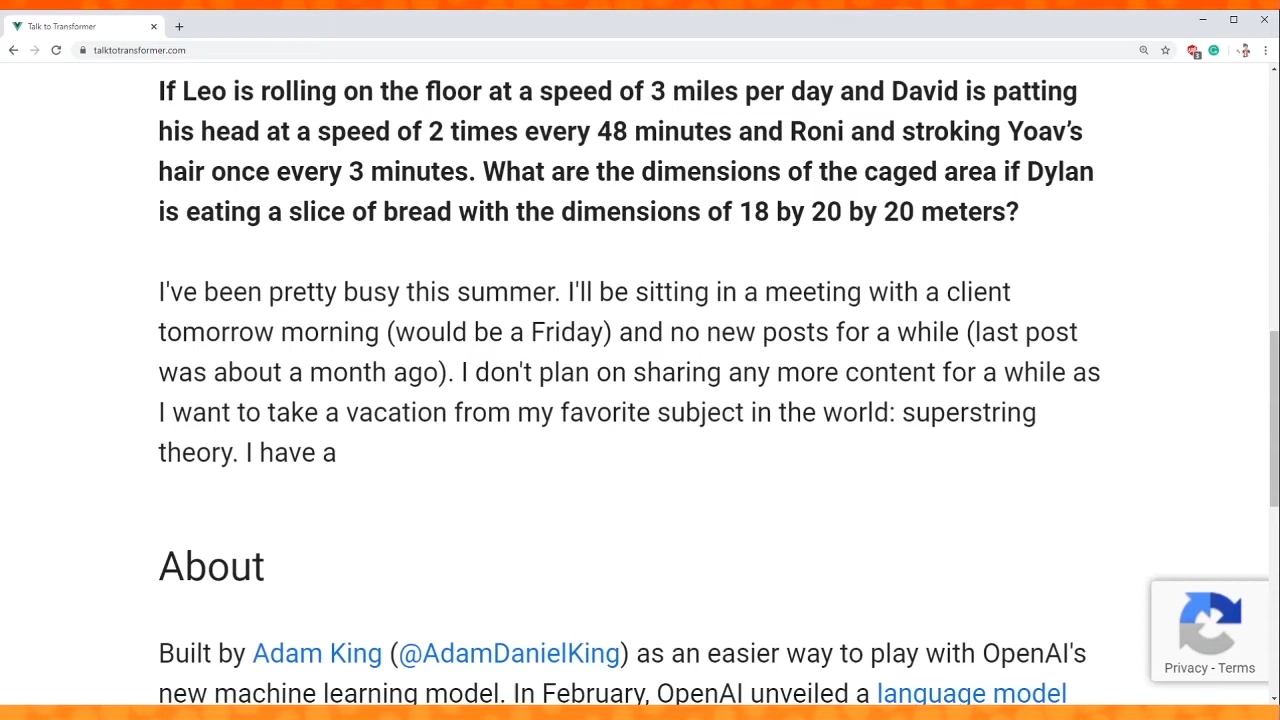 Talk to Transformer
talktotransformer.com
3
If Leo is rolling on the floor at a speed of 3 miles per day and David is patting
his head at a speed of 2 times every 48 minutes and Roni and stroking Yoav’s
hair once every 3 minutes. What are the dimensions of the caged area if Dylan
is eating a slice of bread with the dimensions of 18 by 20 by 20 meters?
I've been pretty busy this summer. I'll be sitting in a meeting with a client
tomorrow morning (would be a Friday) and no new posts for a while (last post
was about a month ago). I don't plan on sharing any more content for a while as
I want to take a vacation from my favorite subject in the world: superstring
theory. I have a
About
Built by Adam King (@AdamDanielKing) as an easier way to play with OpenAI's
new machine learning model. In February, OpenAI unveiled a language model
Privacy - Terms